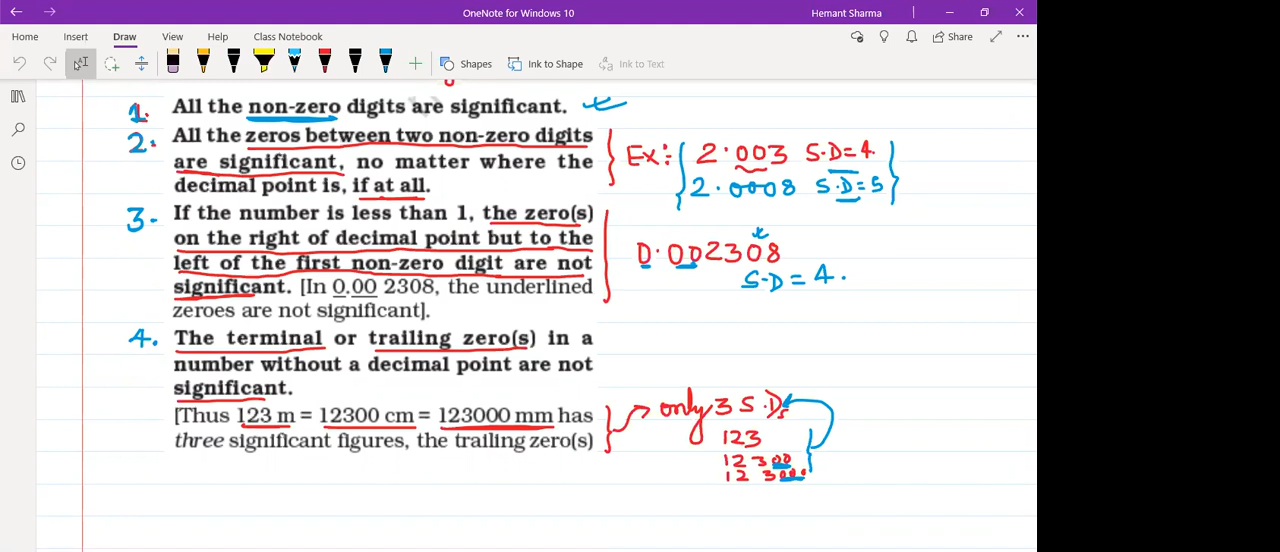 OneNote for Windows 10
Hemant Sharma
Home Insert Draw View Help Class Notebook
Share
Shapes
Ink to Shape
Ink to Text
1. All the non-zero digits are significant.
2. All the zeros between two non-zero digits
are significant, no matter where the
decimal point is, if at all.
Ex:- 2.003 S.D=4
2.0008 S.D=5
3- If the number is less than 1, the zero(s)
on the right of decimal point but to the
left of the first non-zero digit are not
significant. [In 0.00 2308, the underlined
zeroes are not significant].
0.002308
S.D = 4.
4. The terminal or trailing zero(s) in a
number without a decimal point are not
significant.
[Thus 123 m = 12300 cm = 123000 mm has
three significant figures, the trailing zero(s)
only 3 S.Ds
123
12 300
12 3000